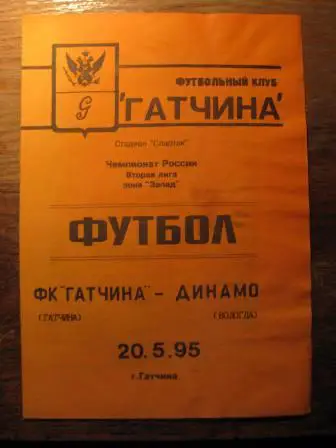 ФУТБОЛЬНЫЙ КЛУБ
G
'ГАТЧИНА'
Стадион "Спартак"
Чемпионат России
Вторая лига
зона "Запад"
ФУТБОЛ
ФК "ГАТЧИНА" - ДИНАМО
(ГАТЧИНА) (ВОЛОГДА)
20.5.95
г.Гатчина